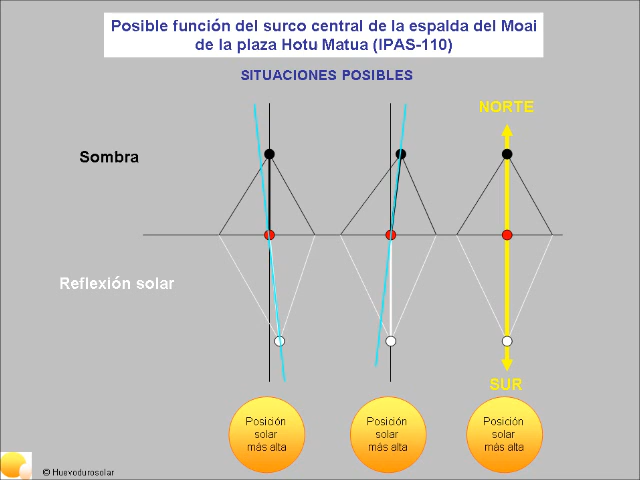 Posible función del surco central de la espalda del Moai
de la plaza Hotu Matua (IPAS-110)
SITUACIONES POSIBLES
NORTE
Sombra
Reflexión solar
SUR
Posición
solar
más alta
Posición
solar
más alta
Posición
solar
más alta
© Huevodurosolar